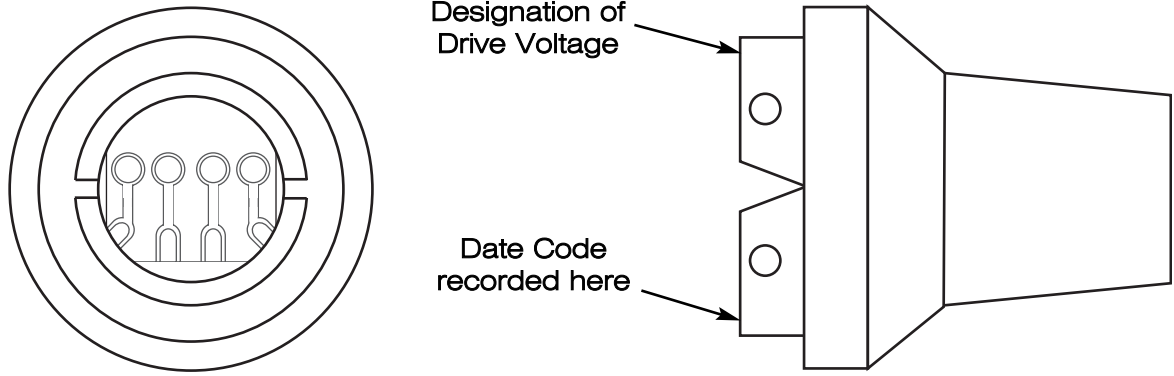 Designation of
Drive Voltage
Date Code
recorded here